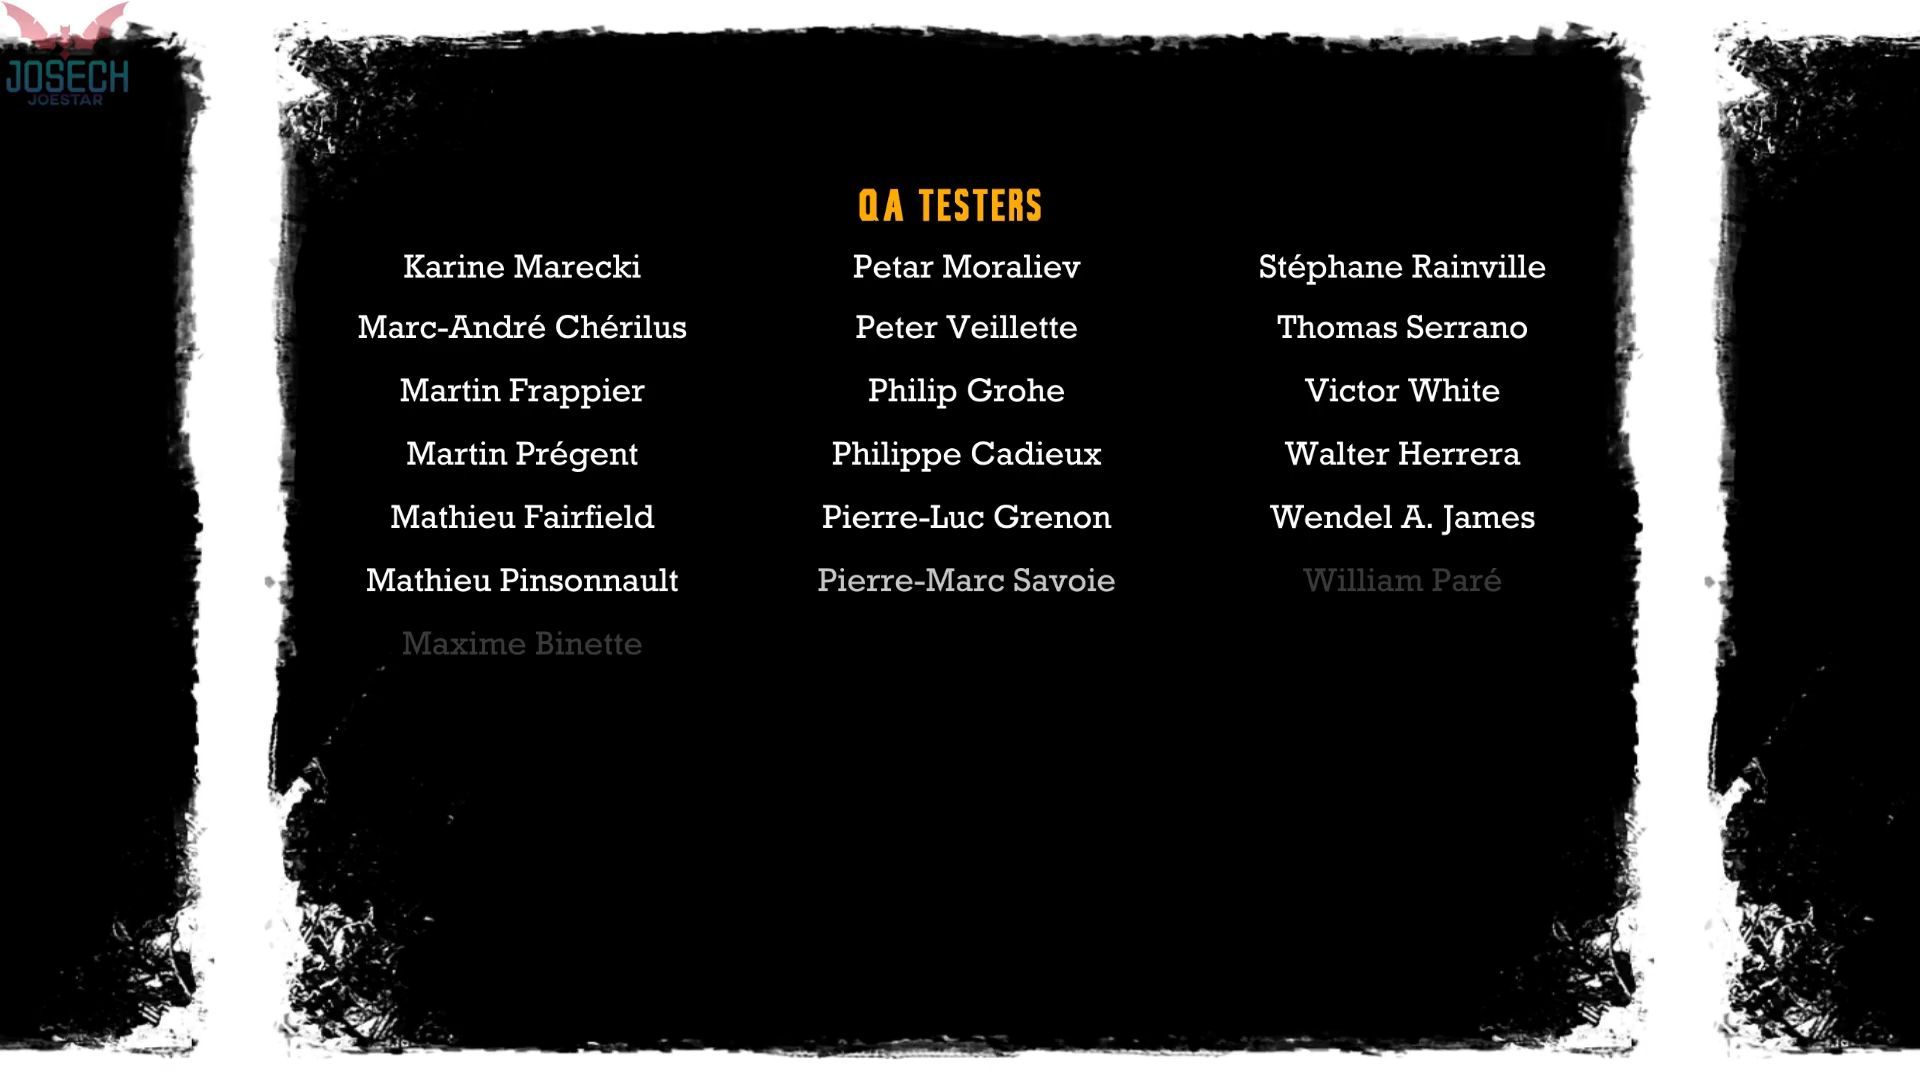 JOSECH
JOESTAR
QA TESTERS
Karine Marecki
Petar Moraliev
Stéphane Rainville
Marc-André Chérilus
Peter Veillette
Thomas Serrano
Martin Frappier
Philip Grohe
Victor White
Martin Prégent
Philippe Cadieux
Walter Herrera
Mathieu Fairfield
Pierre-Luc Grenon
Wendel A. James
Mathieu Pinsonnault
Pierre-Marc Savoie
William Paré
Maxime Binette